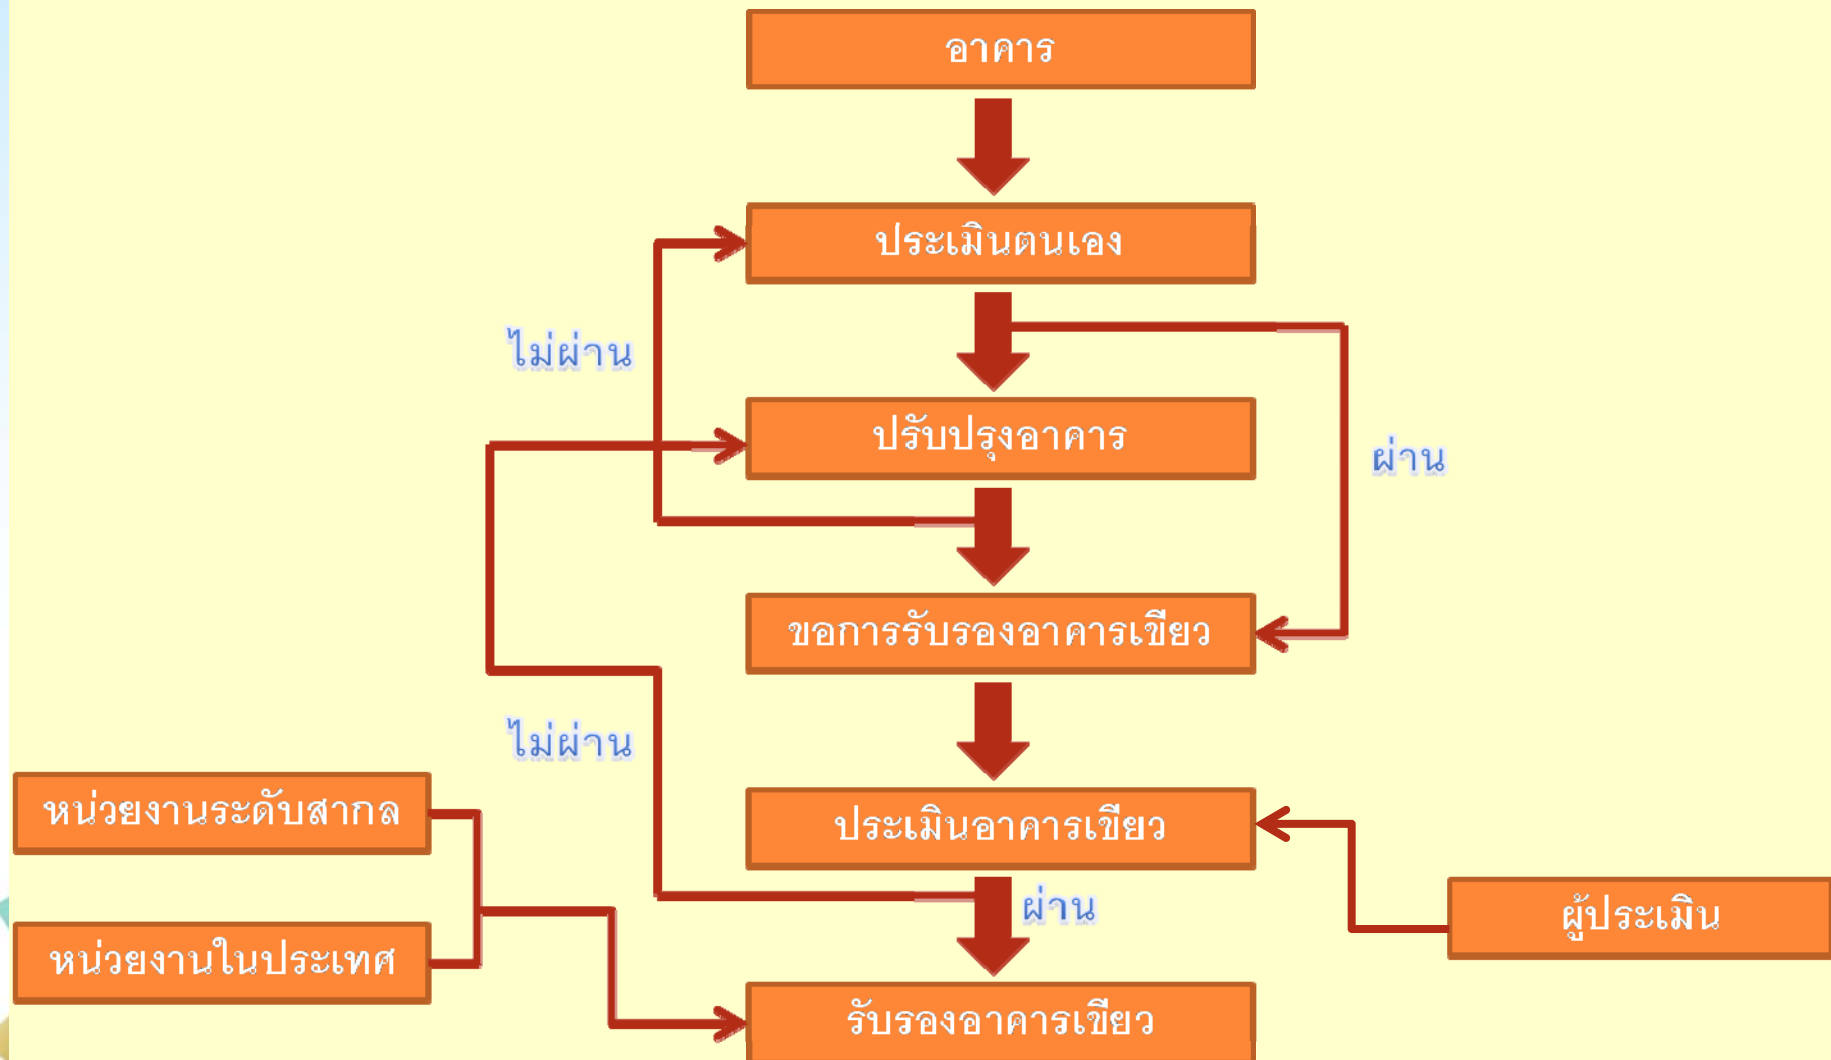 อาคาร
ประเมินตนเอง
ไม่ผ่าน
ปรับปรุงอาคาร
ผ่าน
ขอการรับรองอาคารเขียว
ไม่ผ่าน
หน่วยงานระดับสากล
ประเมินอาคารเขียว
ผ่าน
ผู้ประเมิน
หน่วยงานในประเทศ
รับรองอาคารเขียว